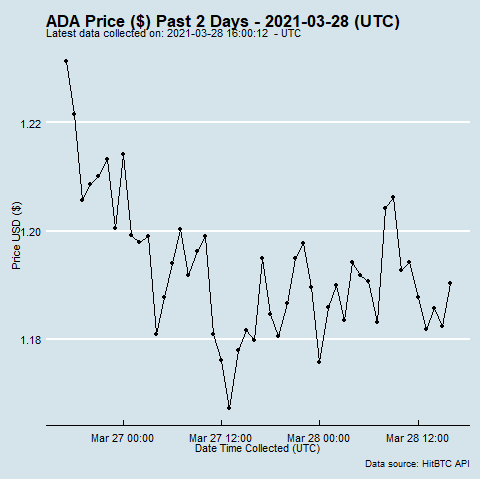 ADA Price ($) Past 2 Days - 2021-03-28 (UTC)
Latest data collected on: 2021-03-28 16:00:12 - UTC
1.22
1.20
1.18
Price USD ($)
Mar 27 00:00 Mar 27 12:00 Mar 28 00:00 Mar 28 12:00
Date Time Collected (UTC)
Data source: HitBTC API